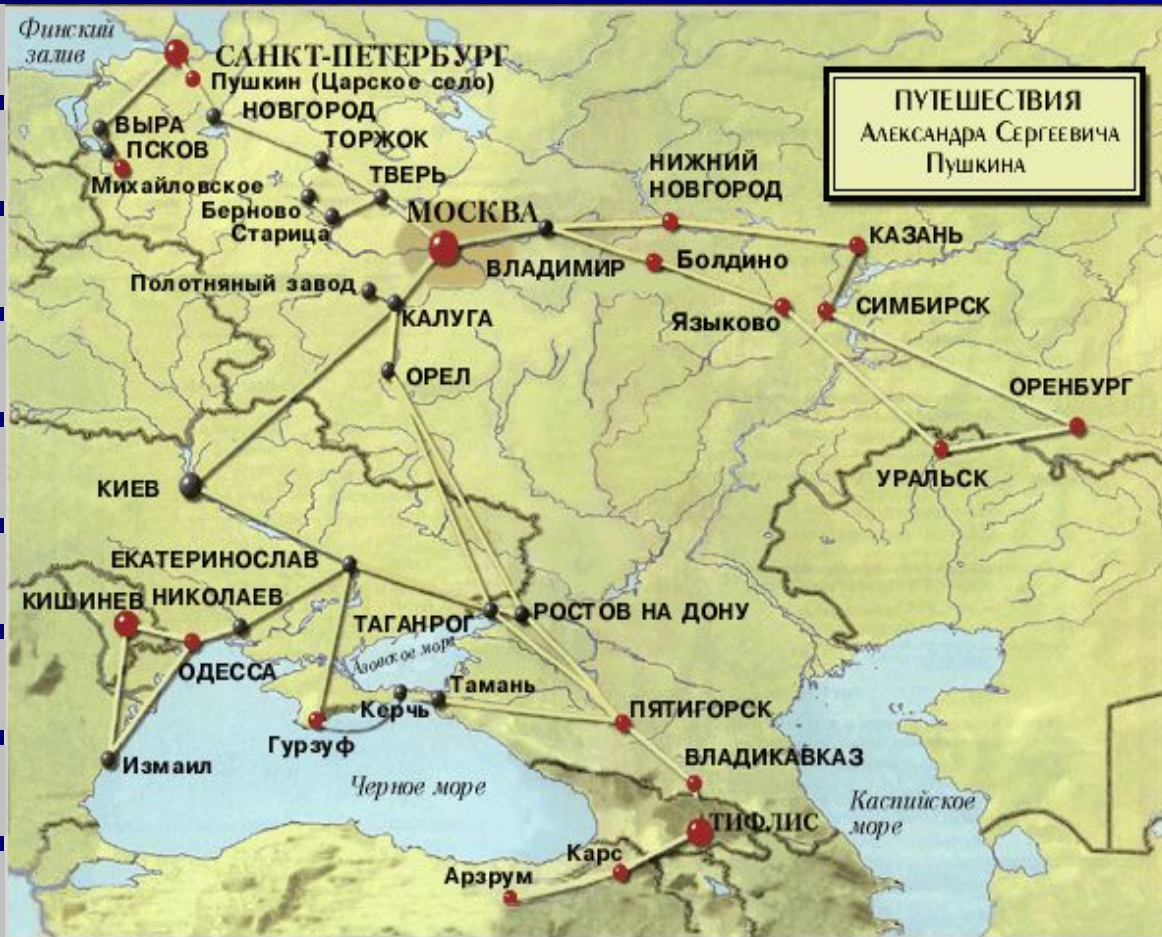 Финский
залив
САНКТ-ПЕТЕРБУРГ
Пушкин (Царское село)
НОВГОРОД
ВЫРА
ПСКОВ
ТОРЖОК
Михайловское
ТВЕРЬ
Берново
Старица
МОСКВА
НИЖНИЙ
НОВГОРОД
ПУТЕШЕСТВИЯ
Александра Сергеевича
Пушкина
ВЛАДИМИР
Болдино
КАЗАНЬ
Полотняный завод
КАЛУГА
Языково
СИМБИРСК
ОРЕЛ
ОРЕНБУРГ
КИЕВ
УРАЛЬСК
ЕКАТЕРИНОСЛАВ
КИШИНЕВ
НИКОЛАЕВ
ТАГАНРОГ
РОСТОВ НА ДОНУ
Азовское море
ОДЕССА
Тамань
Керчь
Гурзуф
ПЯТИГОРСК
Измаил
ВЛАДИКАВКАЗ
Черное море
Каспийское
море
ТИФЛИС
Карс
Арзрум